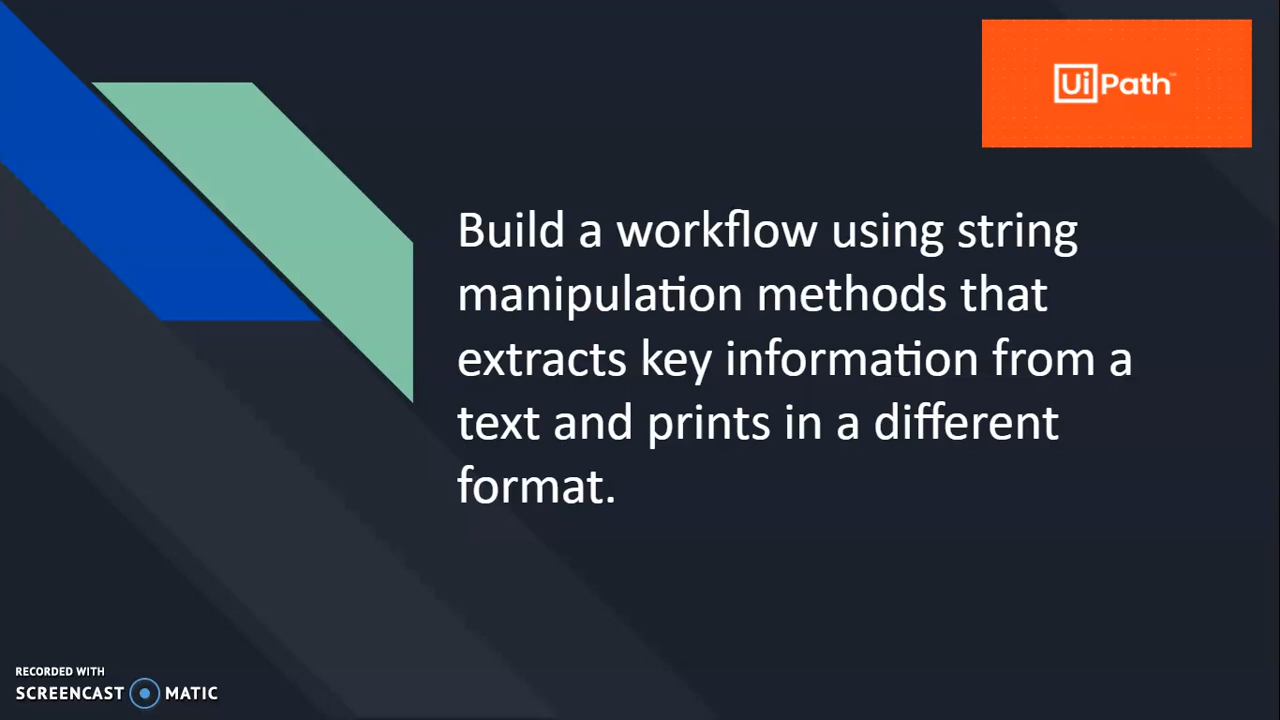 UiPath™
Build a workflow using string
manipulation methods that
extracts key information from a
text and prints in a different
format.
RECORDED WITH
SCREENCAST MATIC